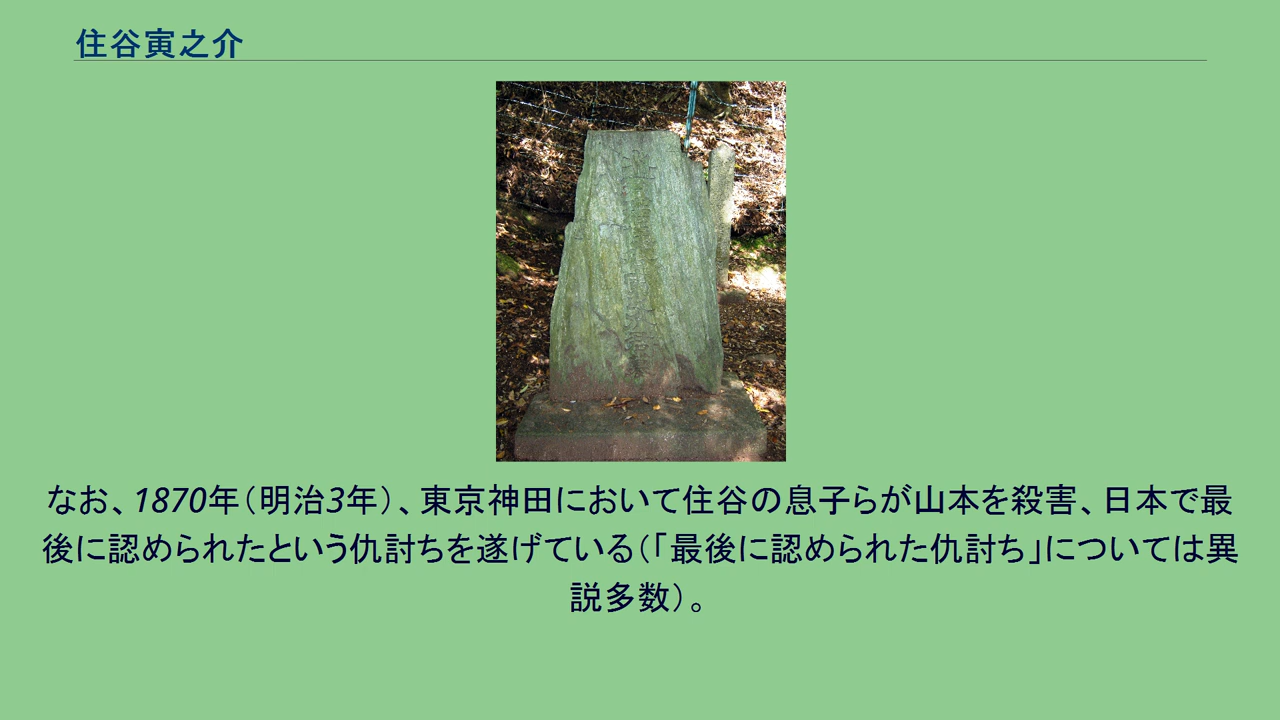 住谷寅之介
なお、1870年（明治3年）、東京神田において住谷の息子らが山本を殺害、日本で最
後に認められたという仇討ちを遂げている（「最後に認められた仇討ち」については異
説多数）。